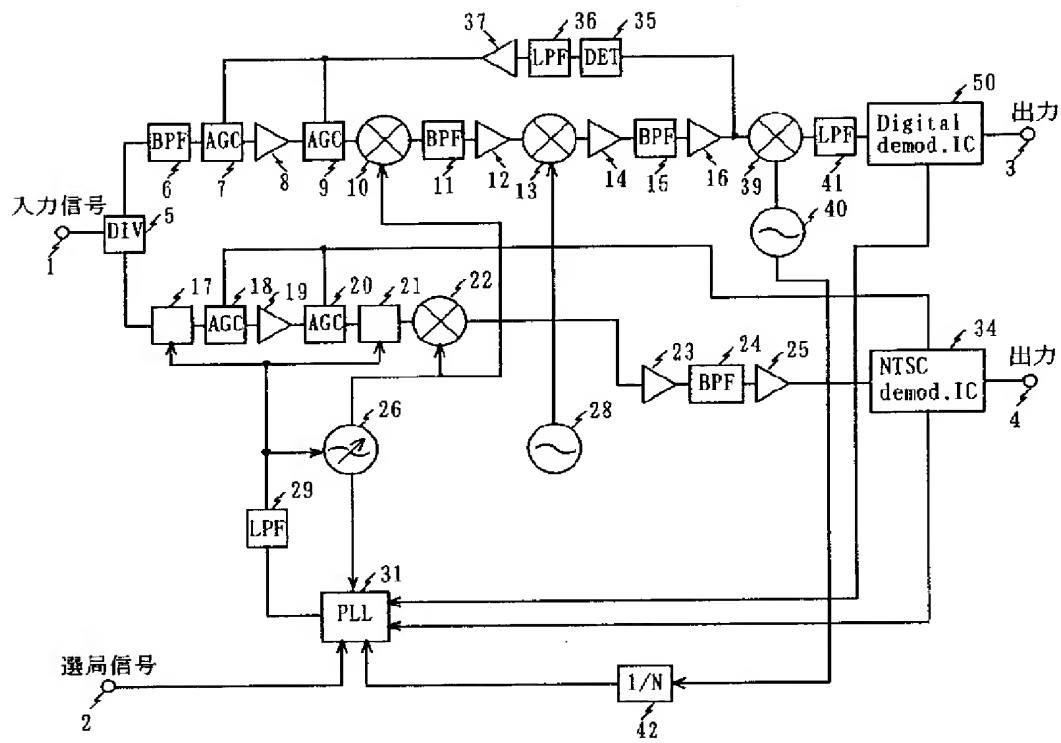 37
36
35
LPF
DET
50
出力
BPF
AGC
AGC
BPF
BPF
LPF
Digital
demod.IC
6
7
8
9
10
11
12
13
14
15
16
39
41
3
入力信号
5
DIV
1
40
17
18
19
20
21
22
AGC
AGC
34
23
24
25
BPF
NTSC
demod.IC
出力
4
26
28
29
LPF
31
PLL
選局信号
2
1/N
42